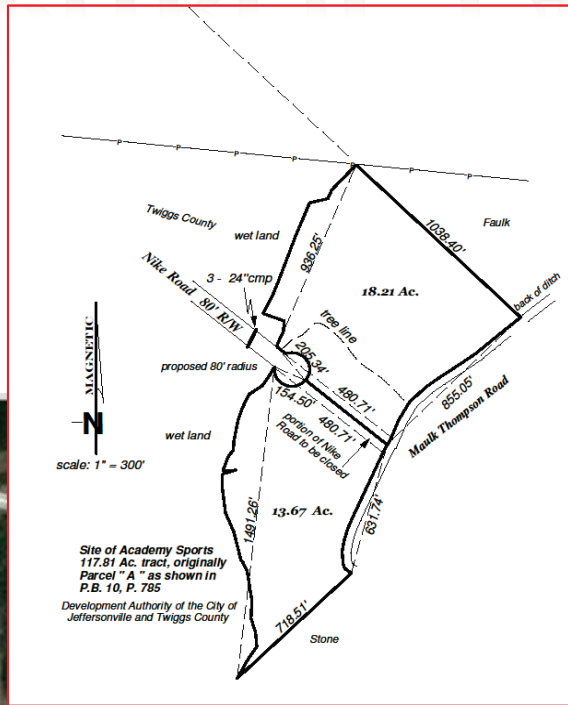 P P P P P P P
Twiggs County
wet land
936.25'
1038.40'
Faulk
Nike Road 80' R/W
3 - 24"cmp
18.21 Ac.
back of ditch
tree line
MAGNETIC
N
scale: 1" = 300'
proposed 80' radius
205.34'
154.50'
480.71'
480.71'
portion of Nike
Road to be closed
855.05'
Maulk Thompson Road
wet land
1491.26'
13.67 Ac.
631.74'
Site of Academy Sports
117.81 Ac. tract, originally
Parcel " A " as shown in
P.B. 10, P. 785
Development Authority of the City of
Jeffersonville and Twiggs County
718.51'
Stone